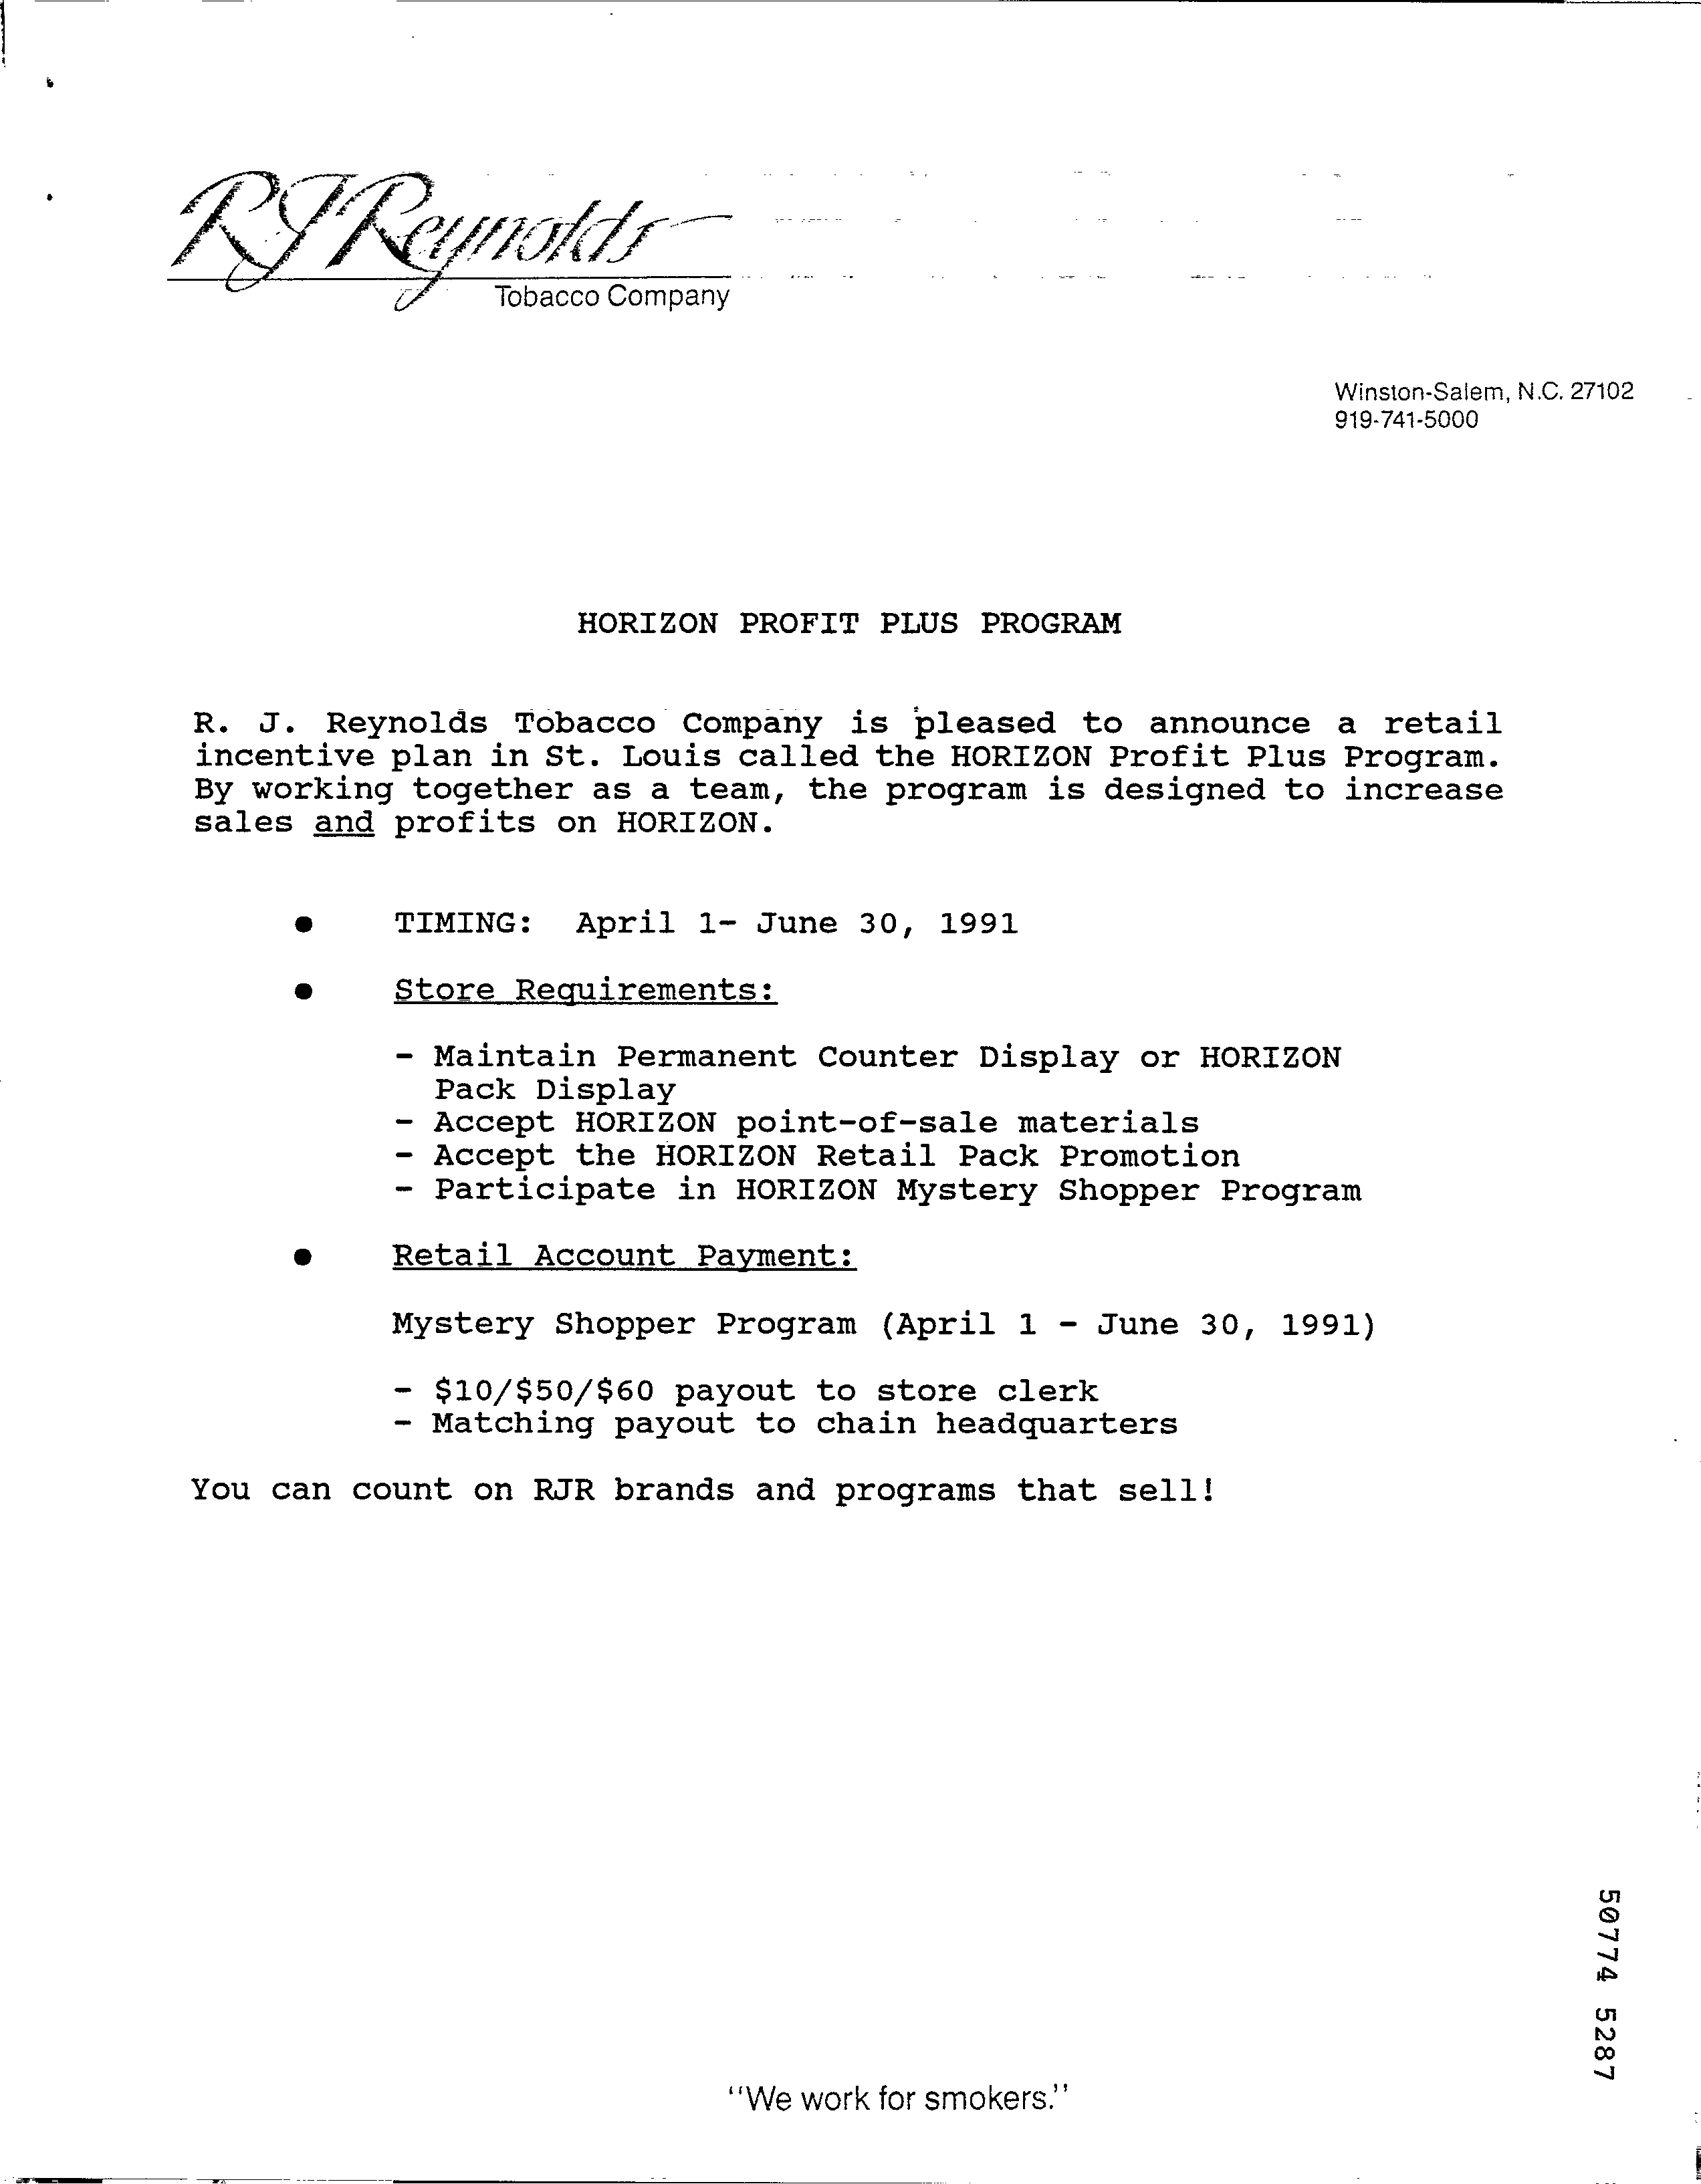 RJReynolds
Tobacco Company
Winston-Salem, N.C. 27102
919-741-5000
HORIZON PROFIT PLUS PROGRAM
R. J. Reynolds Tobacco Company is pleased to announce a retail
incentive plan in St. Louis called the HORIZON Profit Plus Program.
By working together as a team, the program is designed to increase
sales and profits on HORIZON.
● TIMING: April 1- June 30, 1991
● Store Requirements:
- Maintain Permanent Counter Display or HORIZON
Pack Display
- Accept HORIZON point-of-sale materials
- Accept the HORIZON Retail Pack Promotion
- Participate in HORIZON Mystery Shopper Program
● Retail Account Payment:
Mystery Shopper Program (April 1 - June 30, 1991)
- $10/$50/$60 payout to store clerk
- Matching payout to chain headquarters
You can count on RJR brands and programs that sell!
50774 5287
"We work for smokers."